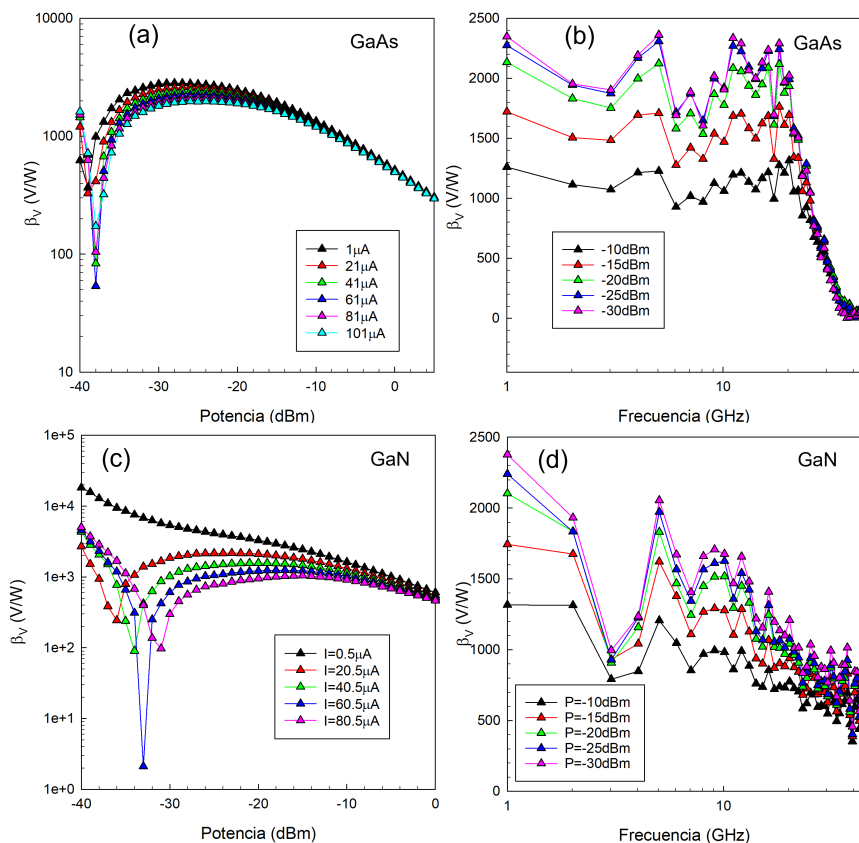 (a)
GaAs
10000
1000
100
10
β_V (V/W)
1μA
21μA
41μA
61μA
81μA
101μA
-40 -30 -20 -10 0
Potencia (dBm)
(b)
GaAs
2500
2000
1500
1000
500
0
β_V (V/W)
-10dBm
-15dBm
-20dBm
-25dBm
-30dBm
1 10
Frecuencia (GHz)
(c)
GaN
1e+5
1e+4
1e+3
1e+2
1e+1
1e+0
β_V (V/W)
I=0.5μA
I=20.5μA
I=40.5μA
I=60.5μA
I=80.5μA
-40 -30 -20 -10 0
Potencia (dBm)
(d)
GaN
2500
2000
1500
1000
500
0
β_V (V/W)
P=-10dBm
P=-15dBm
P=-20dBm
P=-25dBm
P=-30dBm
1 10
Frecuencia (GHz)